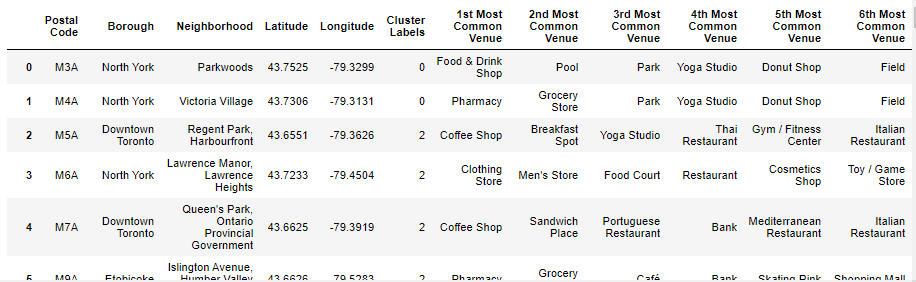 Postal Code Borough Neighborhood Latitude Longitude Cluster Labels 1st Most Common Venue 2nd Most Common Venue 3rd Most Common Venue 4th Most Common Venue 5th Most Common Venue 6th Most Common Venue
0 M3A North York Parkwoods 43.7525 -79.3299 0 Food & Drink Shop Pool Park Yoga Studio Donut Shop Field
1 M4A North York Victoria Village 43.7306 -79.3131 0 Pharmacy Grocery Store Park Yoga Studio Donut Shop Field
2 M5A Downtown Toronto Regent Park, Harbourfront 43.6551 -79.3626 2 Coffee Shop Breakfast Spot Yoga Studio Thai Restaurant Gym / Fitness Center Italian Restaurant
3 M6A North York Lawrence Manor, Lawrence Heights 43.7233 -79.4504 2 Clothing Store Men's Store Food Court Restaurant Cosmetics Shop Toy / Game Store
4 M7A Downtown Toronto Queen's Park, Ontario Provincial Government 43.6625 -79.3919 2 Coffee Shop Sandwich Place Portuguese Restaurant Bank Mediterranean Restaurant Italian Restaurant
5 M9A Etobicoke Islington Avenue, Humber Valley 43.6626 -79.5283 2 Pharmacy Grocery Café Bank Skating Rink Shopping Mall